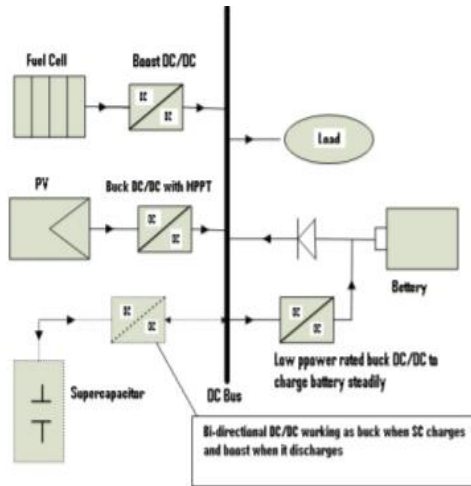 Fuel Cell
Boost DC/DC
DC
DC
Load
PV
Buck DC/DC with MPPT
DC
DC
Bettery
DC
DC
DC
DC
Low ppower rated buck DC/DC to
charge battery steadily
Supercapacitor
DC Bus
Bi-directional DC/DC working as buck when SC charges
and boost when it discharges